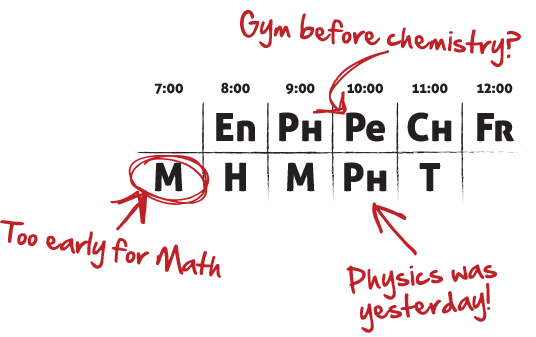 Gym before chemistry?
7:00 8:00 9:00 10:00 11:00 12:00
En PH Pe CH FR
M H M PH T
Too early for Math
Physics was
yesterday!